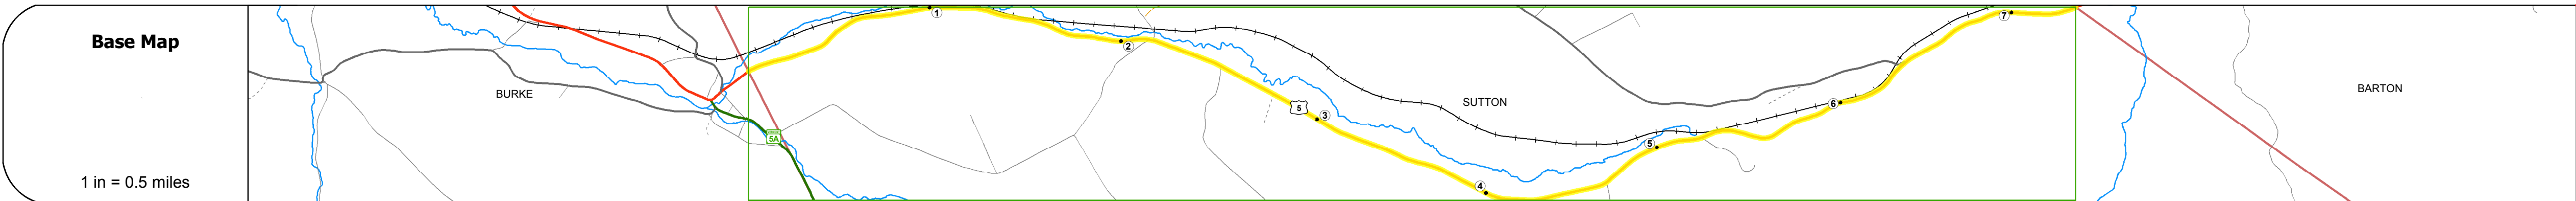 Base Map
1 in = 0.5 miles
BURKE
5A
1
2
5
3
4
SUTTON
5
6
7
BARTON